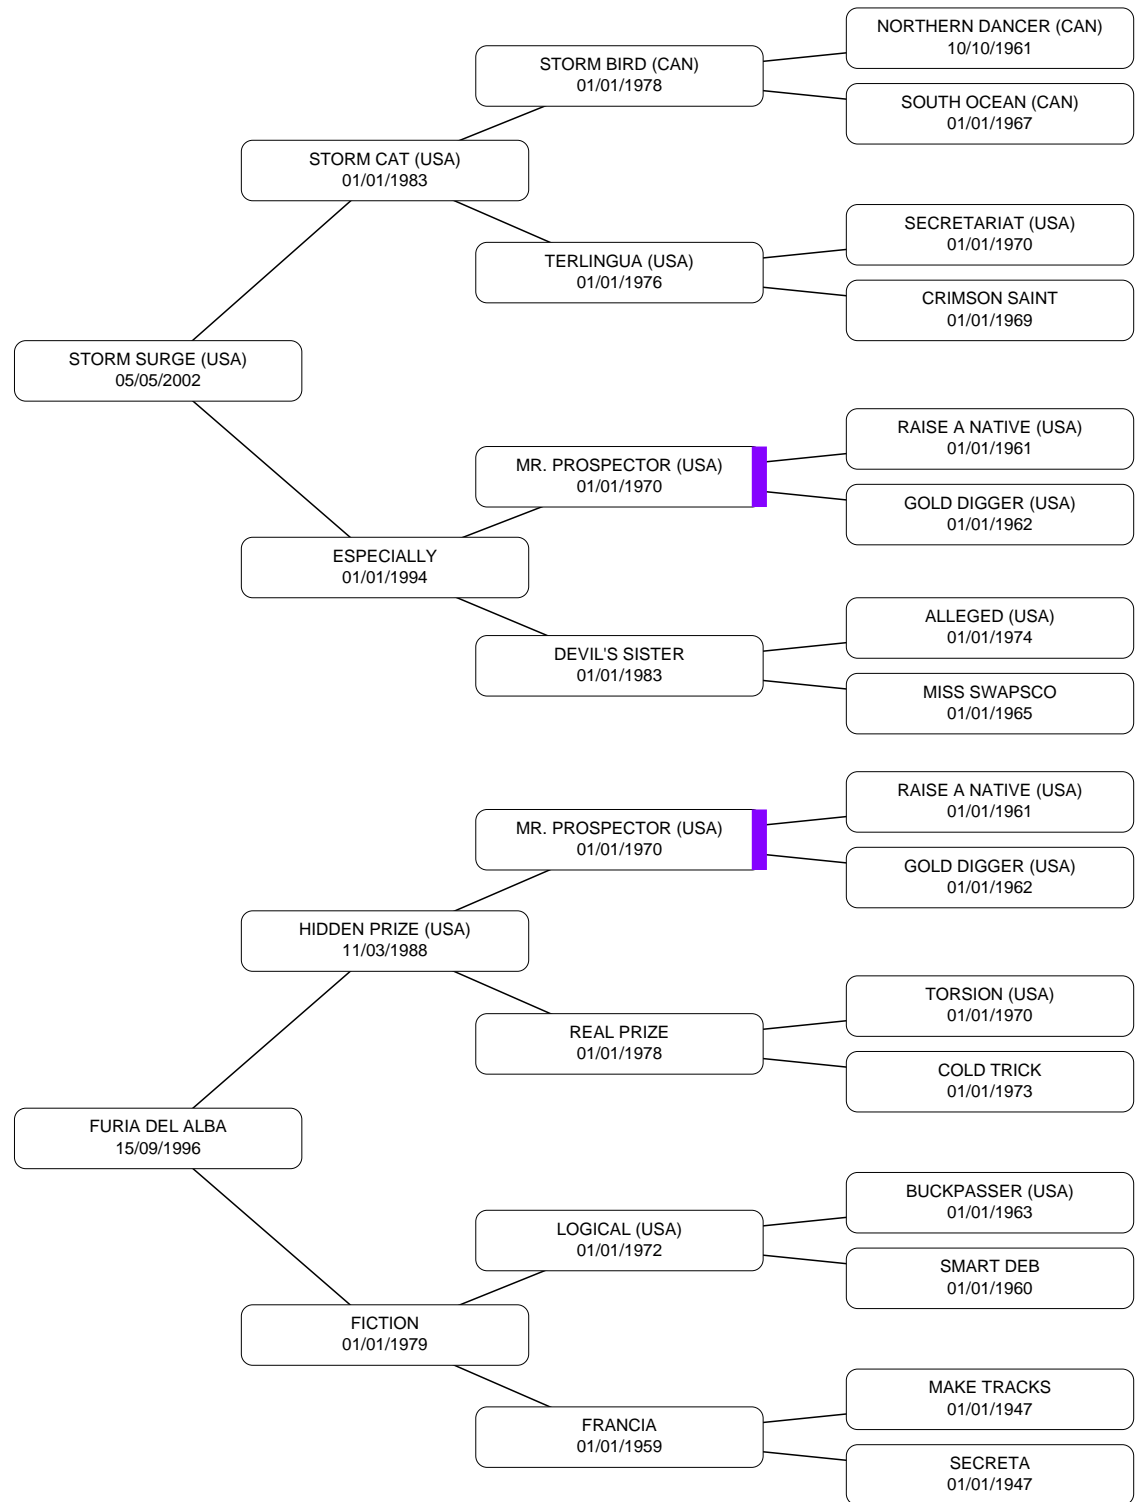 NORTHERN DANCER (CAN)
10/10/1961
STORM BIRD (CAN)
01/01/1978
SOUTH OCEAN (CAN)
01/01/1967
STORM CAT (USA)
01/01/1983
SECRETARIAT (USA)
01/01/1970
TERLINGUA (USA)
01/01/1976
CRIMSON SAINT
01/01/1969
STORM SURGE (USA)
05/05/2002
RAISE A NATIVE (USA)
01/01/1961
MR. PROSPECTOR (USA)
01/01/1970
GOLD DIGGER (USA)
01/01/1962
ESPECIALLY
01/01/1994
ALLEGED (USA)
01/01/1974
DEVIL'S SISTER
01/01/1983
MISS SWAPSCO
01/01/1965
RAISE A NATIVE (USA)
01/01/1961
MR. PROSPECTOR (USA)
01/01/1970
GOLD DIGGER (USA)
01/01/1962
HIDDEN PRIZE (USA)
11/03/1988
TORSION (USA)
01/01/1970
REAL PRIZE
01/01/1978
COLD TRICK
01/01/1973
FURIA DEL ALBA
15/09/1996
BUCKPASSER (USA)
01/01/1963
LOGICAL (USA)
01/01/1972
SMART DEB
01/01/1960
FICTION
01/01/1979
MAKE TRACKS
01/01/1947
FRANCIA
01/01/1959
SECRETA
01/01/1947